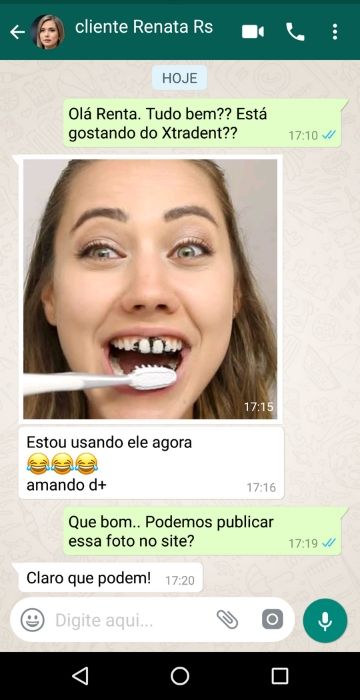 cliente Renata Rs
HOJE
Olá Renta. Tudo bem?? Está
gostando do Xtradent??
17:10
17:15
Estou usando ele agora
😂😂😂
amando d+
17:16
Que bom.. Podemos publicar
essa foto no site?
17:19
Claro que podem!
17:20
Digite aqui...